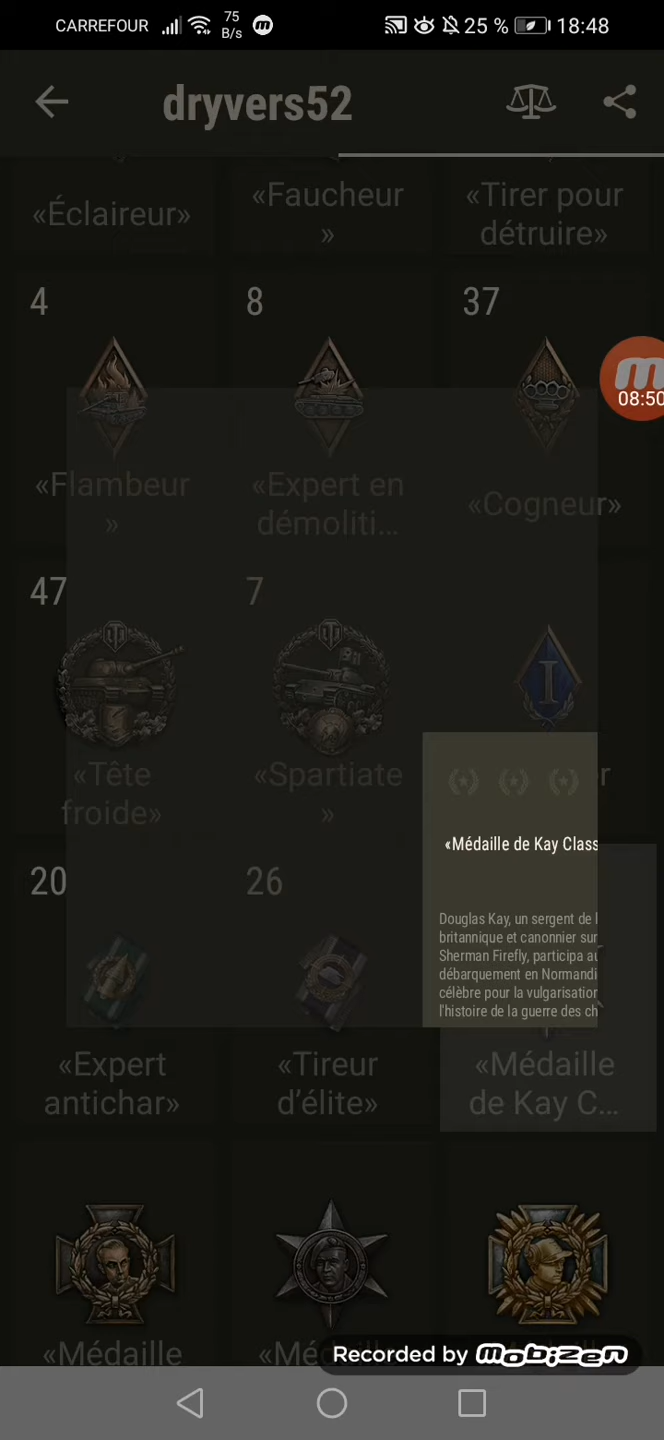 CARREFOUR 75 B/s 25 % 18:48
dryvers52
«Éclaireur» «Faucheur » «Tirer pour détruire»
4 8 37
08:50
«Flambeur » «Expert en démoliti... «Cogneur»
47 7
«Tête froide» «Spartiate »
«Médaille de Kay Class
20 26
Douglas Kay, un sergent de
britannique et canonnier sur
Sherman Firefly, participa au
débarquement en Normandi
célèbre pour la vulgarisation
l'histoire de la guerre des ch
«Expert antichar» «Tireur d'élite» «Médaille de Kay C...
«Médaille
Recorded by mobizen